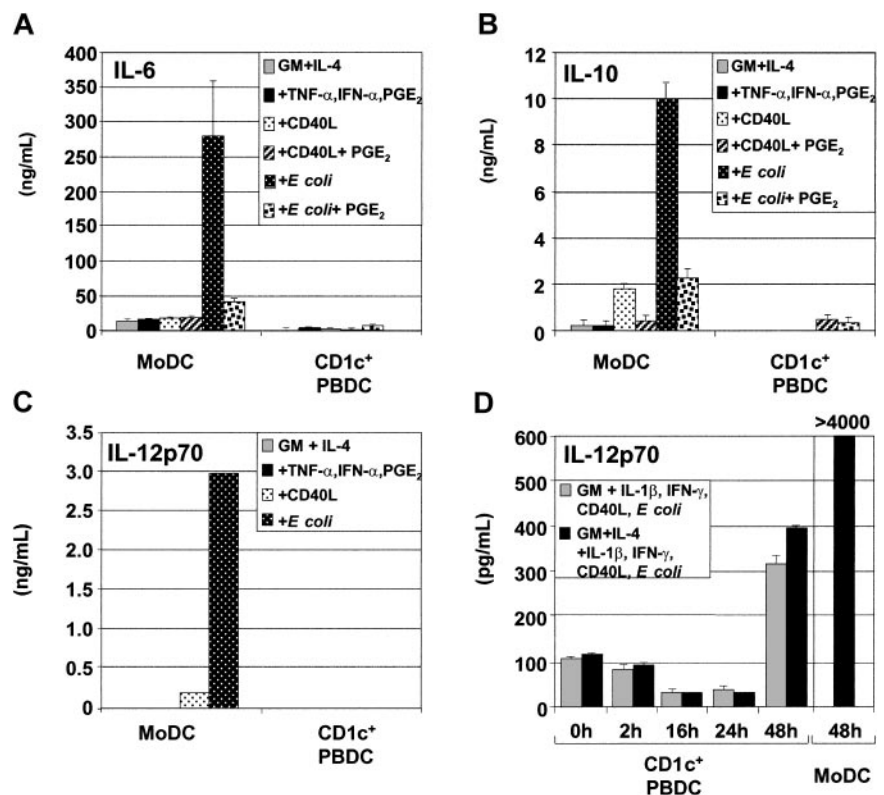 A
IL-6
(ng/mL)
400
350
300
250
200
150
100
50
0
GM+IL-4
+TNF-α,IFN-α,PGE₂
+CD40L
+CD40L+ PGE₂
+E coli
+E coli+ PGE₂
MoDC
CD1c⁺
PBDC
B
IL-10
(ng/mL)
12
10
8
6
4
2
0
GM+IL-4
+TNF-α,IFN-α,PGE₂
+CD40L
+CD40L+ PGE₂
+E coli
+E coli+ PGE₂
MoDC
CD1c⁺
PBDC
C
IL-12p70
(ng/mL)
3.5
3.0
2.5
2.0
1.5
1.0
0.5
0
GM + IL-4
+TNF-α,IFN-α,PGE₂
+CD40L
+E coli
MoDC
CD1c⁺
PBDC
D
>4000
IL-12p70
(pg/mL)
600
500
400
300
200
100
000
GM + IL-1β, IFN-γ,
CD40L, E coli
GM+IL-4
+IL-1β, IFN-γ,
CD40L, E coli
0h 2h 16h 24h 48h 48h
CD1c⁺
PBDC
MoDC